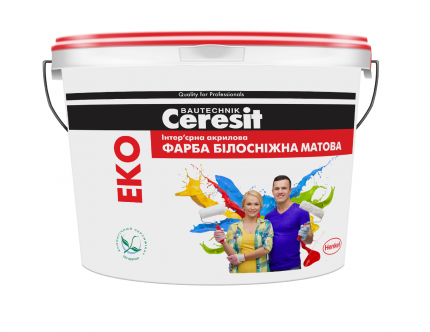 Quality for Professionals
BAUTECHNIK
Ceresit
Інтер'єрна акрилова
ФАРБА БІЛОСНІЖНА МАТОВА
ЕКО
Henkel